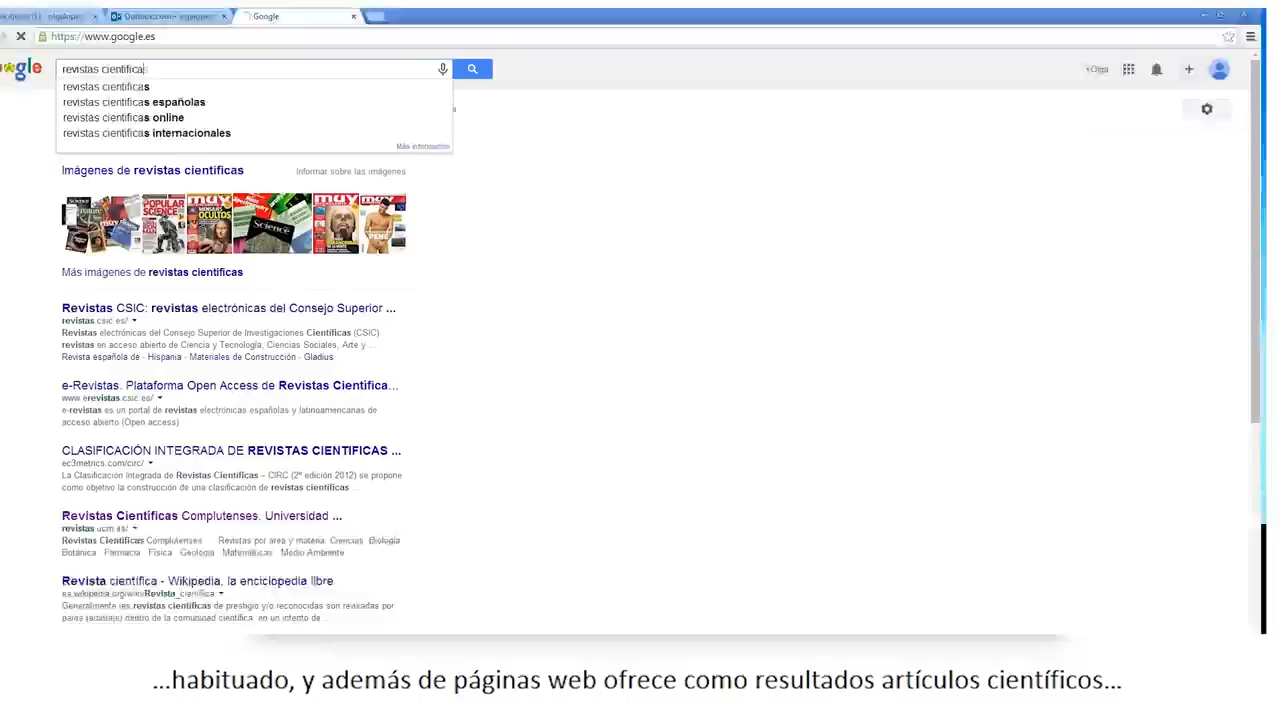 Google
https://www.google.es
revistas cientifica
revistas cientificas
revistas cientificas españolas
revistas cientificas online
revistas cientificas internacionales
Más información
Imágenes de revistas cientificas
Informar sobre las imágenes
POPULAR SCIENCE
muy
OCULTOS
Science
muy
muy
Más imágenes de revistas cientificas
Revistas CSIC: revistas electrónicas del Consejo Superior ...
revistas.csic.es/
Revistas electrónicas del Consejo Superior de Investigaciones Científicas (CSIC)
revistas en acceso abierto de Ciencia y Tecnología, Ciencias Sociales, Arte y ...
Revista española de - Hispania - Materiales de Construcción - Gladius
e-Revistas. Plataforma Open Access de Revistas Científica...
www.erevistas.csic.es/
e-revistas es un portal de revistas electrónicas españolas y latinoamericanas de
acceso abierto (Open access)
CLASIFICACIÓN INTEGRADA DE REVISTAS CIENTIFICAS ...
ec3metrics.com/circ/
La Clasificación Integrada de Revistas Científicas – CIRC (2ª edición 2012) se propone
como objetivo la construcción de una clasificación de revistas científicas ...
Revistas Científicas Complutenses. Universidad ...
revistas.ucm.es/
Revistas Científicas Complutenses Revistas por área y materia. Ciencias Biología
Botánica Farmacia Física Geología Matemáticas Medio Ambiente
Revista científica - Wikipedia, la enciclopedia libre
es.wikipedia.org/wiki/Revista_científica
Generalmente las revistas científicas de prestigio y/o reconocidas son revisadas por
pares dentro de la comunidad científica en un intento de ...
...habituado, y además de páginas web ofrece como resultados artículos científicos...